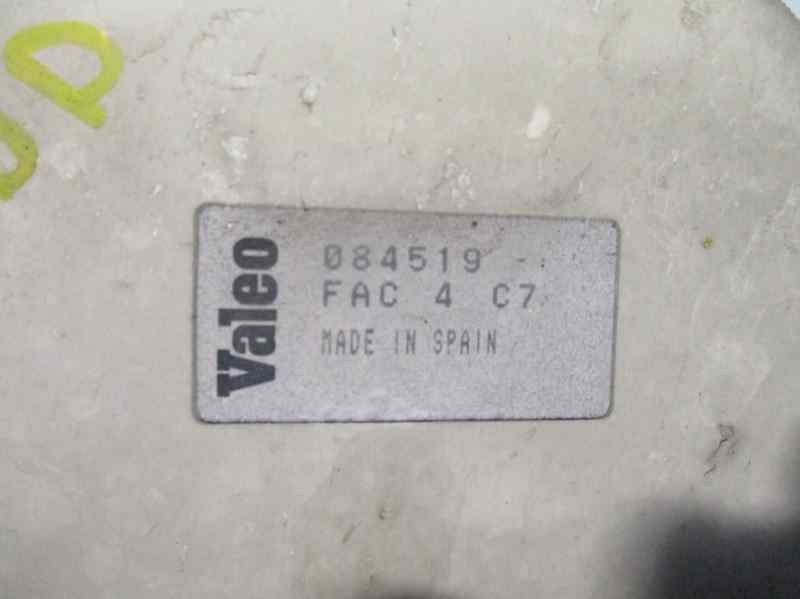 Valeo
084519 -
FAC 4 C7
MADE IN SPAIN